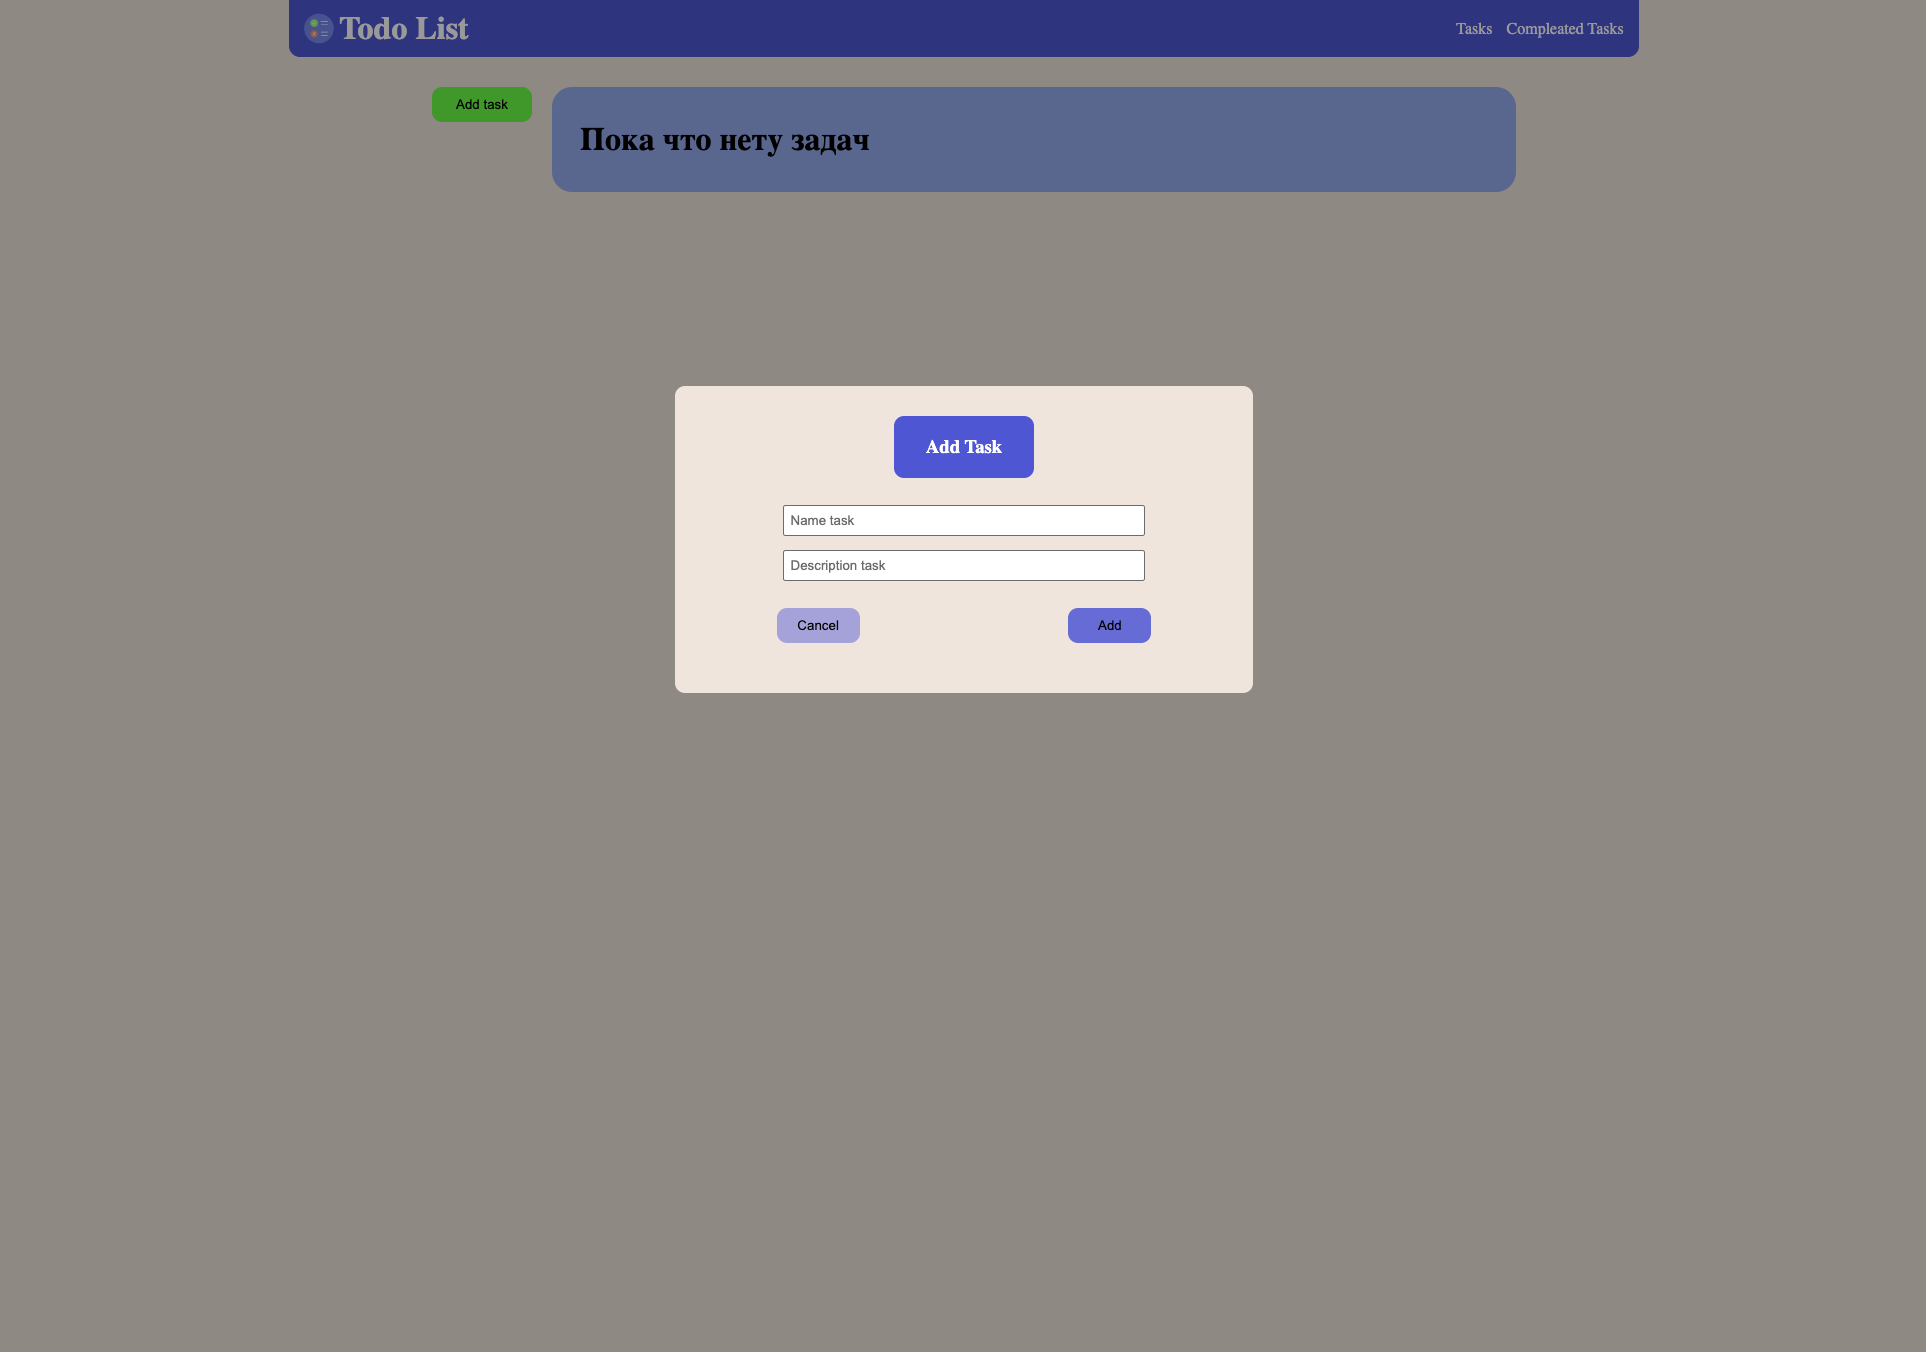 Todo List
Tasks Compleated Tasks
Add task
Пока что нету задач
Add Task
Name task
Description task
Cancel
Add